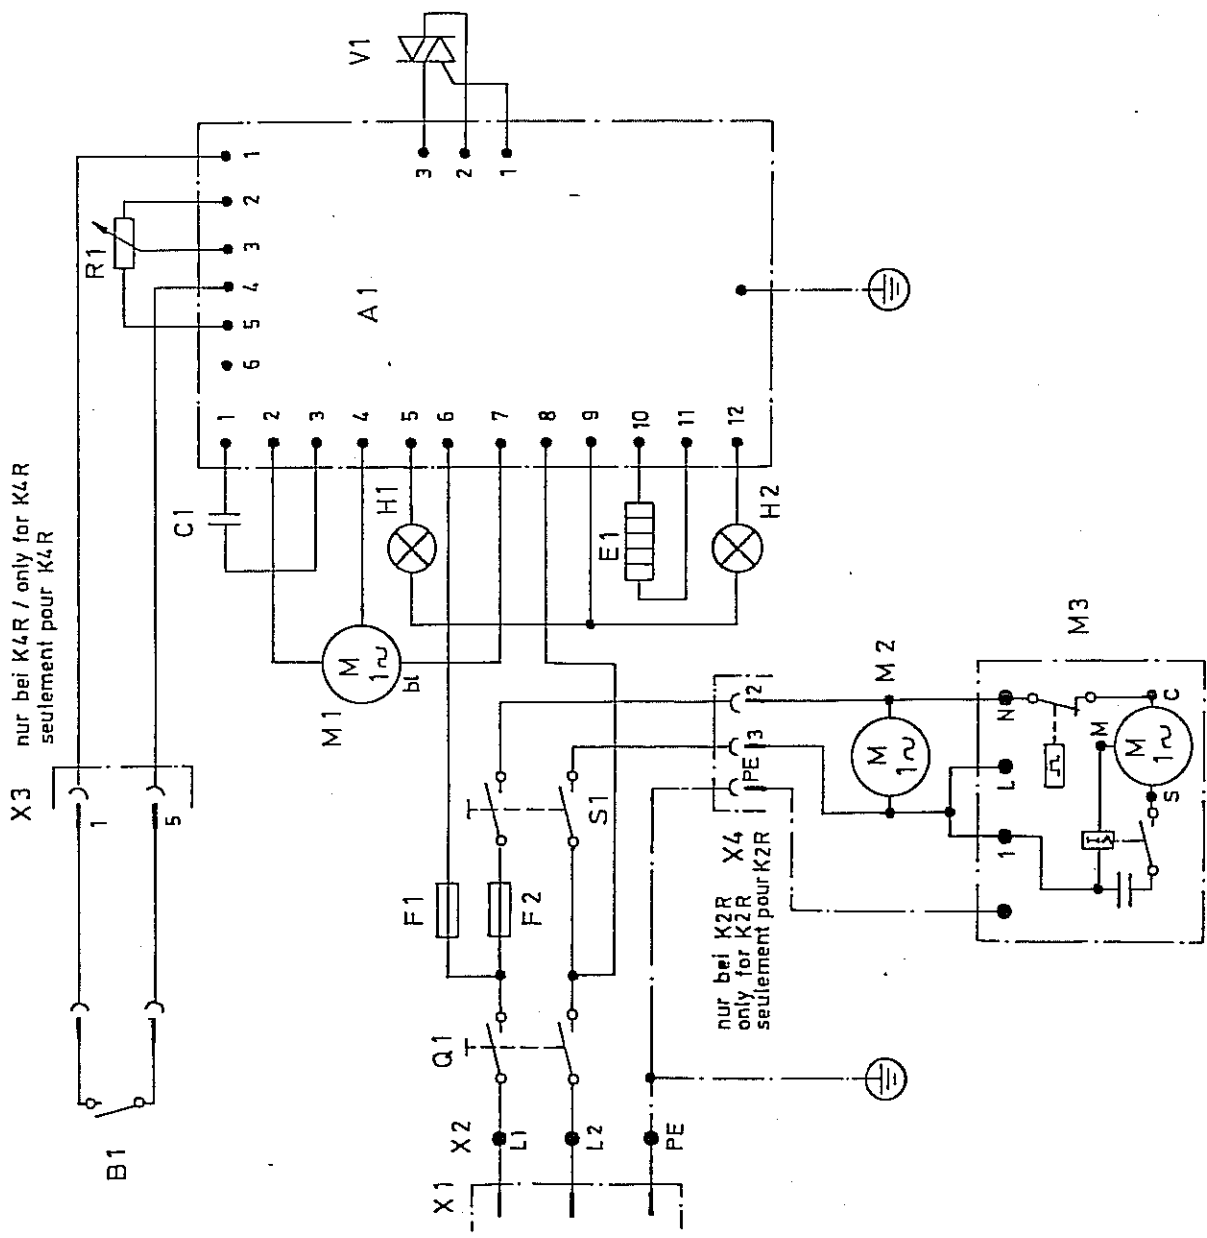 X3
nur bei K4R / only for K4R
seulement pour K4R
1
5
B1
R1
1
2
3
4
5
6
A1
V1
3
2
1
1
2
3
4
5
6
7
8
9
10
11
12
C1
M1
M
1~
bl
H1
E1
H2
F1
F2
S1
Q1
X1
X2
L1
L2
PE
X4
nur bei K2R
only for K2R
seulement pour K2R
2
3
PE
M2
M
1~
M3
N
L
1
M
C
S
M
1~